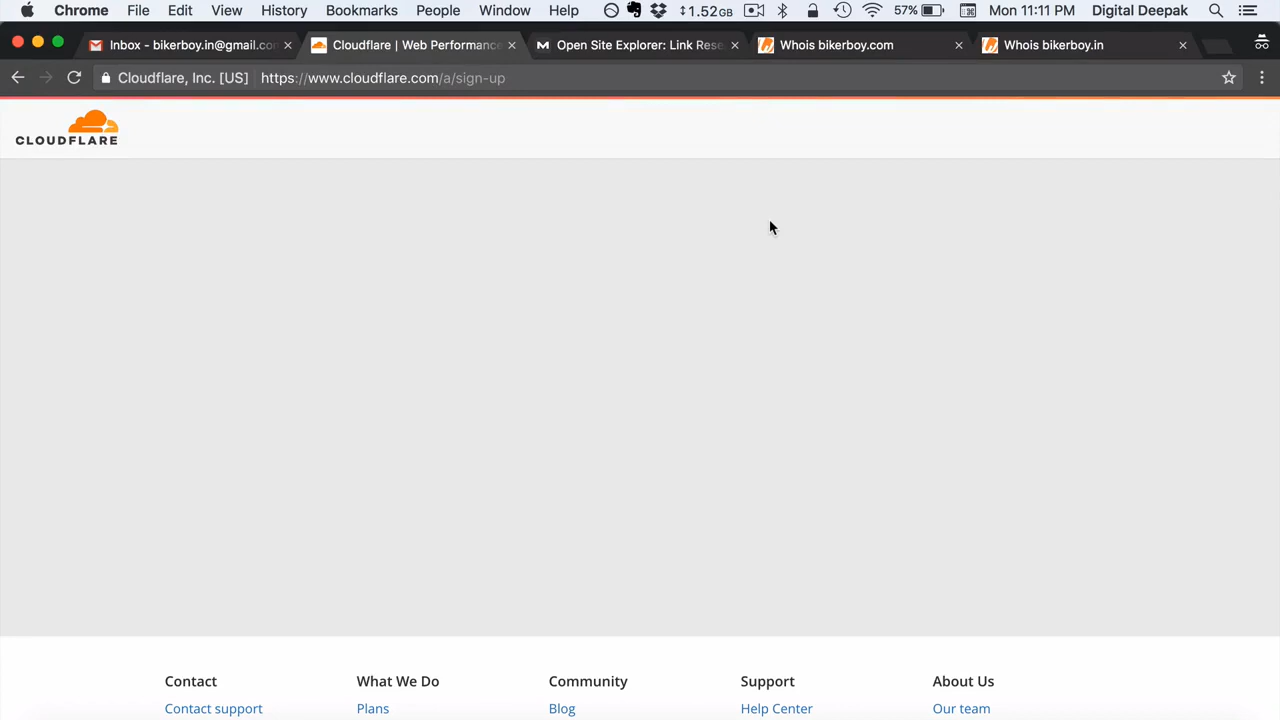 Chrome File Edit View History Bookmarks People Window Help 1.52GB 57% Mon 11:11 PM Digital Deepak
Inbox - bikerboy.in@gmail.co Cloudflare | Web Performance Open Site Explorer: Link Rese Whois bikerboy.com Whois bikerboy.in
Cloudflare, Inc. [US] https://www.cloudflare.com/a/sign-up
CLOUDFLARE
Contact What We Do Community Support About Us
Contact support Plans Blog Help Center Our team